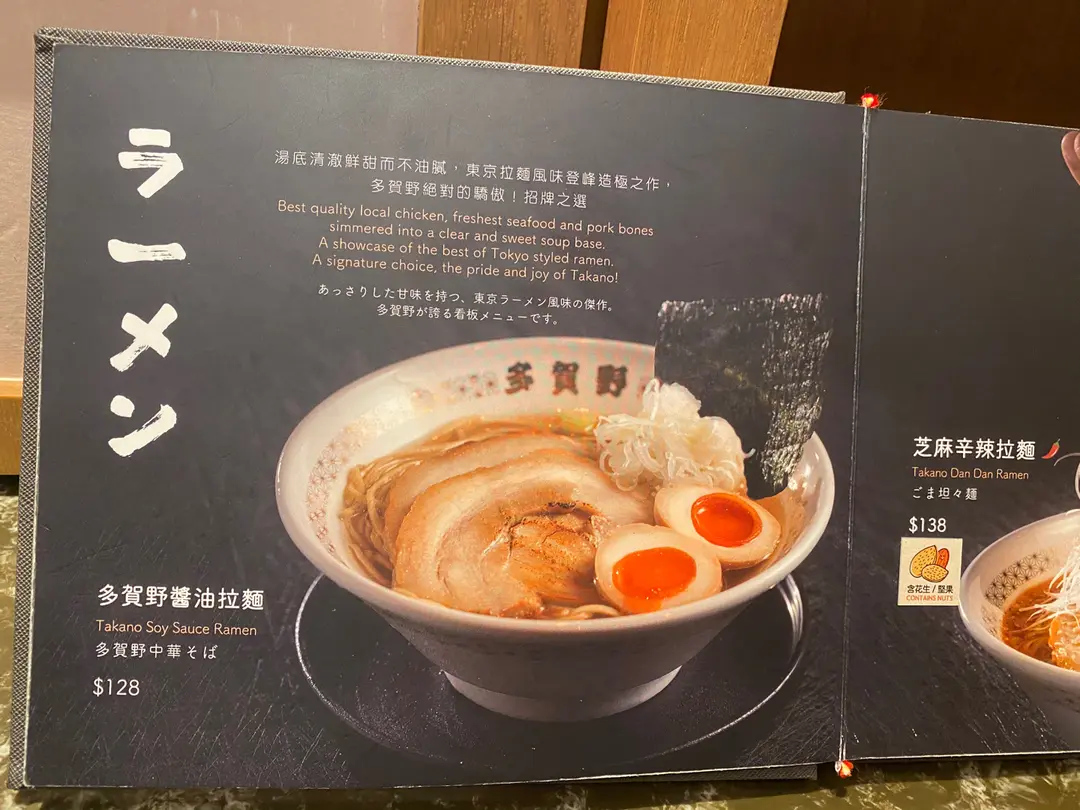 ラーメン
湯底清澈鮮甜而不油膩，東京拉麵風味登峰造極之作，
多賀野絕對的驕傲！招牌之選
Best quality local chicken, freshest seafood and pork bones
simmered into a clear and sweet soup base.
A showcase of the best of Tokyo styled ramen.
A signature choice, the pride and joy of Takano!
あっさりした甘味を持つ、東京ラーメン風味の傑作。
多賀野が誇る看板メニューです。
多賀野
多賀野醬油拉麵
Takano Soy Sauce Ramen
多賀野中華そば
$128
芝麻辛辣拉麵
Takano Dan Dan Ramen
ごま坦々麺
$138
含花生/堅果
CONTAINS NUTS